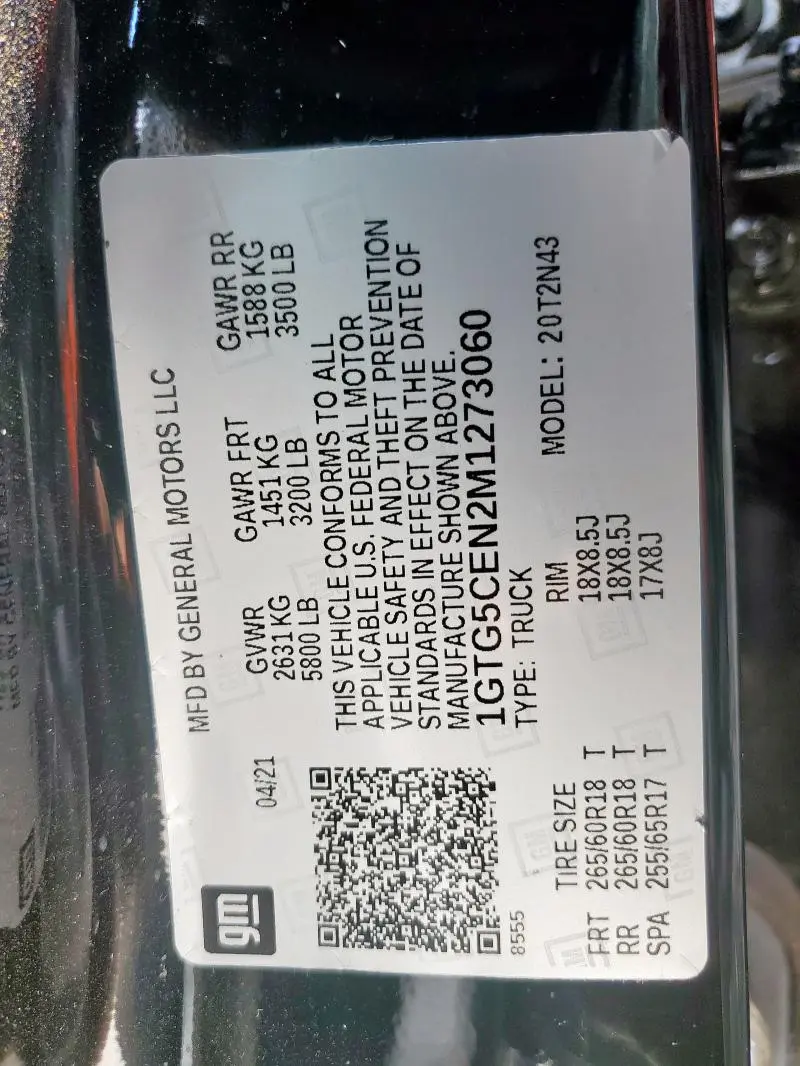 gm
04/21
MFD BY GENERAL MOTORS LLC
GVWR GAWR FRT GAWR RR
2631 KG 1451 KG 1588 KG
5800 LB 3200 LB 3500 LB
THIS VEHICLE CONFORMS TO ALL
APPLICABLE U.S. FEDERAL MOTOR
VEHICLE SAFETY AND THEFT PREVENTION
STANDARDS IN EFFECT ON THE DATE OF
MANUFACTURE SHOWN ABOVE.
1GTG5CEN2M1273060
8555
TYPE: TRUCK
MODEL: 20T2N43
TIRE SIZE RIM
FRT 265/60R18 T 18X8.5J
RR 265/60R18 T 18X8.5J
SPA 255/65R17 T 17X8J